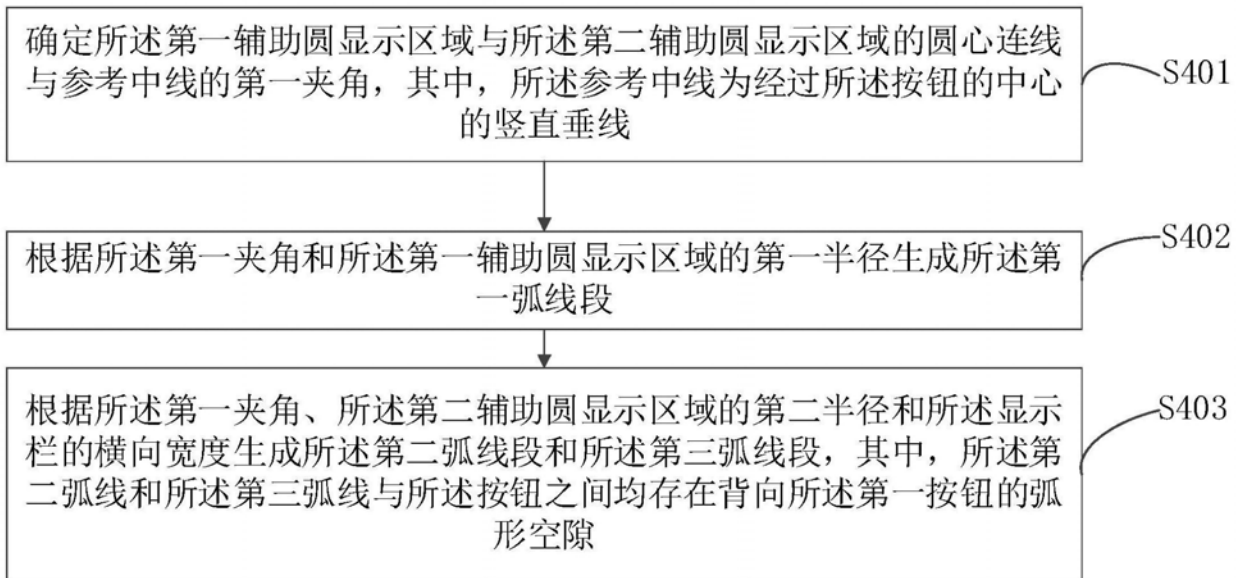 确定所述第一辅助圆显示区域与所述第二辅助圆显示区域的圆心连线
与参考中线的第一夹角，其中，所述参考中线为经过所述按钮的中心
的竖直垂线
S401
根据所述第一夹角和所述第一辅助圆显示区域的第一半径生成所述第
一弧线段
S402
根据所述第一夹角、所述第二辅助圆显示区域的第二半径和所述显示
栏的横向宽度生成所述第二弧线段和所述第三弧线段，其中，所述第
二弧线和所述第三弧线与所述按钮之间均存在背向所述第一按钮的弧
形空隙
S403